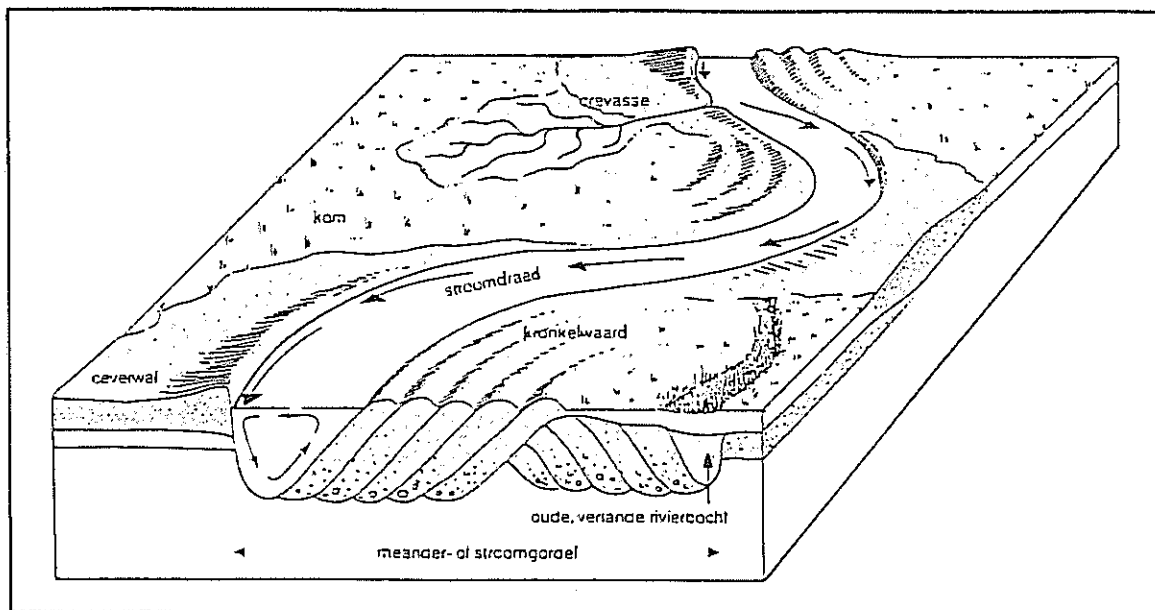 crevasse
kom
stroomdraad
kronkelwaard
oeverwal
oude, verlande rivierbocht
meander- of stroomgordel